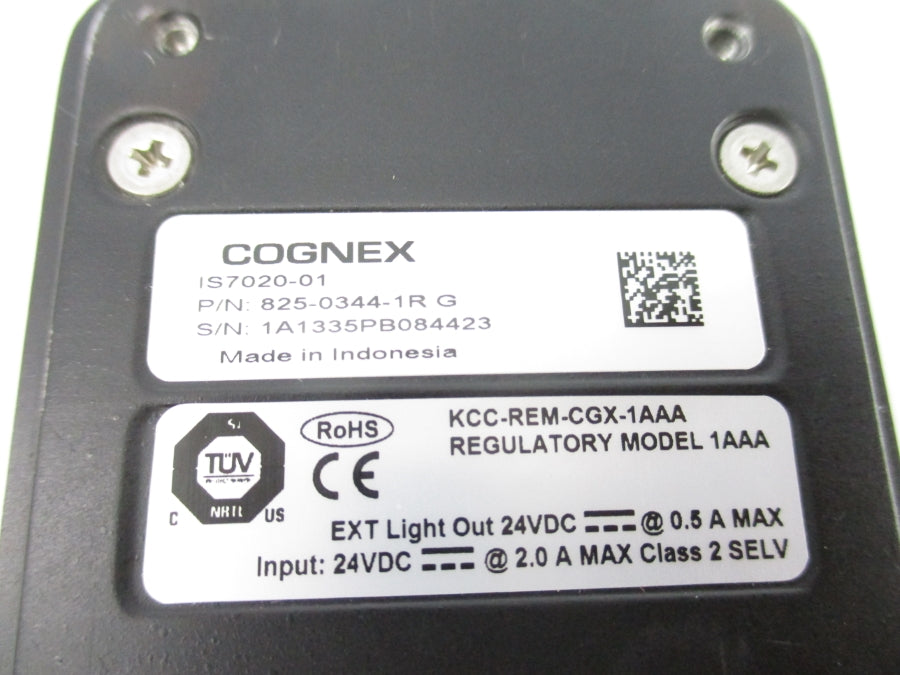 COGNEX
IS7020-01
P/N: 825-0344-1R G
S/N: 1A1335PB084423
Made in Indonesia
KCC-REM-CGX-1AAA
REGULATORY MODEL 1AAA
RoHS
TÜV
CE
C NRTL US
EXT Light Out 24VDC @ 0.5 A MAX
Input: 24VDC @ 2.0 A MAX Class 2 SELV